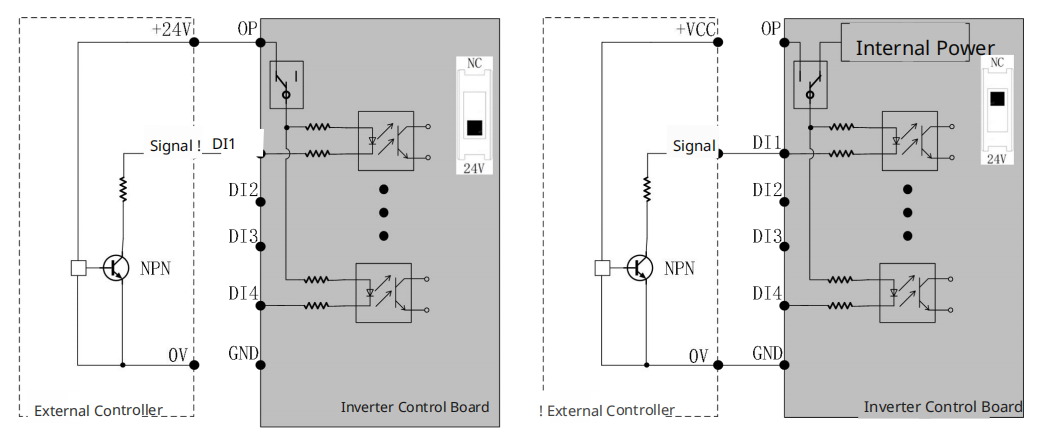 +24V
OP
NC
24V
Signal ! DI1
DI2
DI3
NPN
DI4
0V
GND
External Controller
Inverter Control Board
+VCC
OP
Internal Power
NC
24V
Signal
DI1
DI2
DI3
NPN
DI4
0V
GND
! External Controller
Inverter Control Board